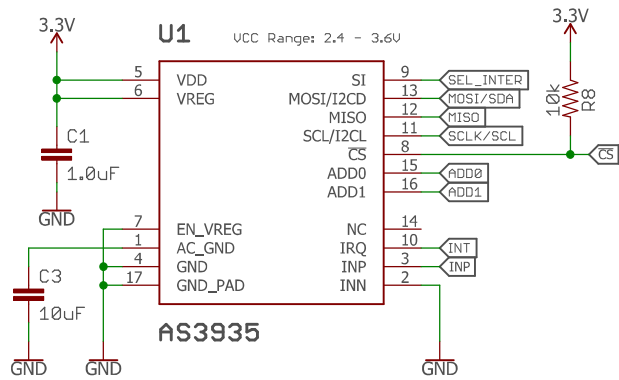 3.3V
U1
VCC Range: 2.4 - 3.6V
3.3V
5 VDD SI 9 SEL_INTER
6 VREG MOSI/I2CD 13 MOSI/SDA
MISO 12 MISO
SCL/I2CL 11 SCLK/SCL
CS 8 CS
ADD0 15 ADD0
ADD1 16 ADD1
10k
R8
C1
1.0uF
GND
7 EN_VREG NC 14
1 AC_GND IRQ 10 INT
4 GND INP 3 INP
17 GND_PAD INN 2
C3
10uF
AS3935
GND
GND
GND